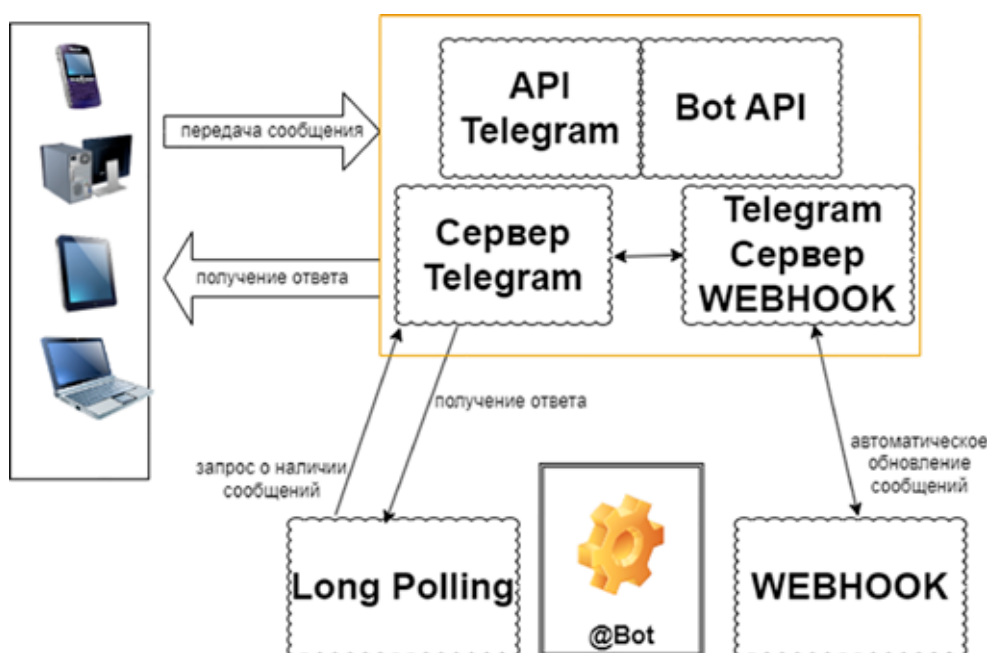 передача сообщения
получение ответа
API
Telegram
Bot API
Сервер
Telegram
Telegram
Сервер
WEBHOOK
получение ответа
запрос о наличии
сообщений
автоматическое
обновление
сообщений
Long Polling
@Bot
WEBHOOK